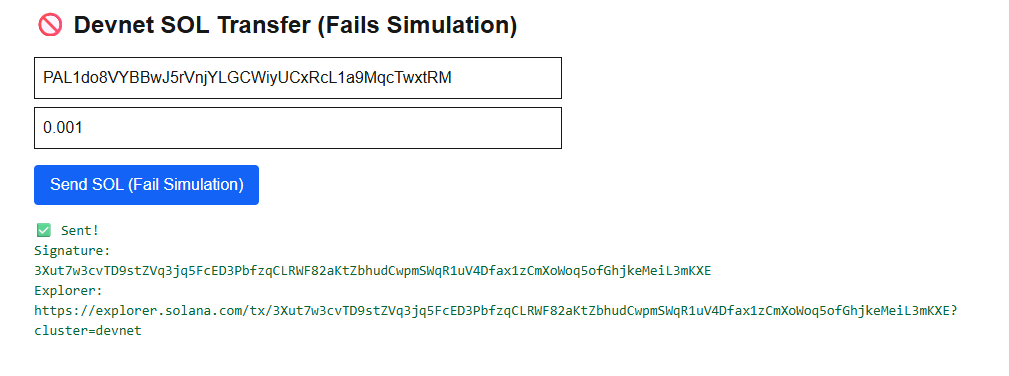 Devnet SOL Transfer (Fails Simulation)
PAL1do8VYBBwJ5rVnjYLGCWiyUCxRcL1a9MqcTwxtRM
0.001
Send SOL (Fail Simulation)
Sent!
Signature:
3Xut7w3cvTD9stZVq3jq5FcED3PbfzqCLRWF82aKtZbhudCwpmSWqR1uV4Dfax1zCmXoWoq5ofGhjkeMeiL3mKXE
Explorer:
https://explorer.solana.com/tx/3Xut7w3cvTD9stZVq3jq5FcED3PbfzqCLRWF82aKtZbhudCwpmSWqR1uV4Dfax1zCmXoWoq5ofGhjkeMeiL3mKXE?
cluster=devnet